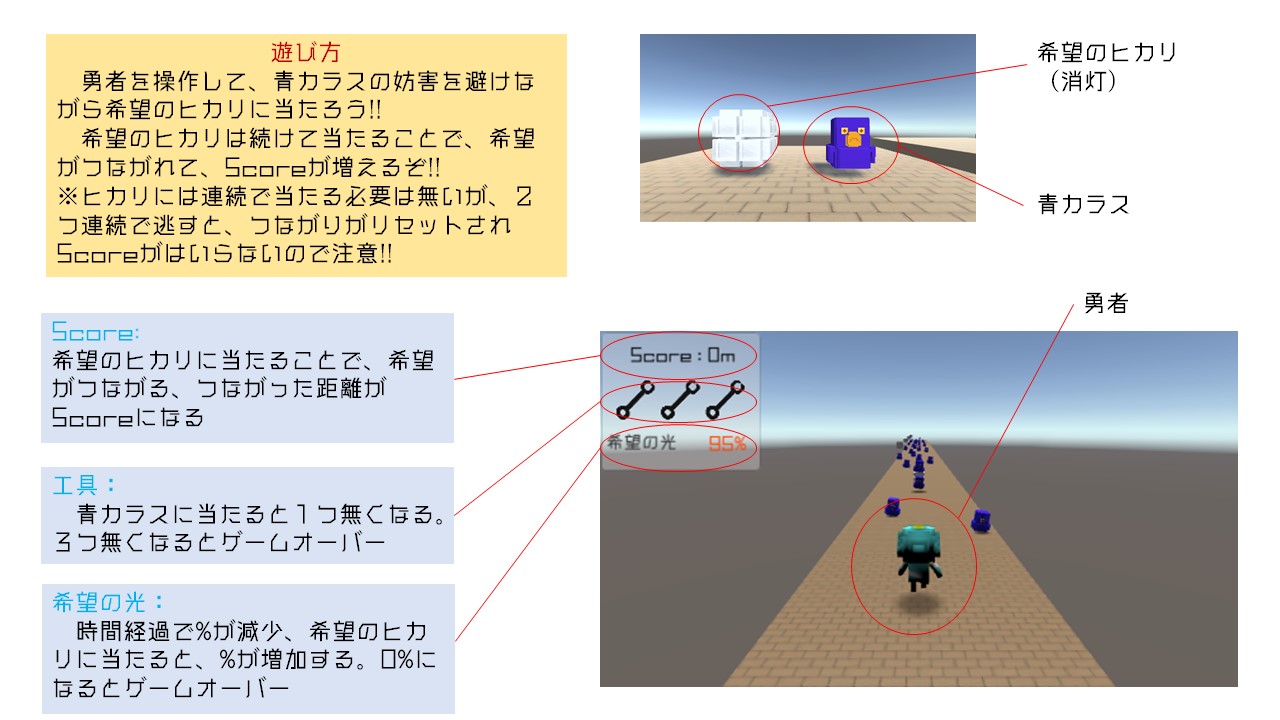 遊び方
　勇者を操作して、青カラスの妨害を避けな
がら希望のヒカリに当たろう!!
　希望のヒカリは続けて当たることで、希望
がつながれて、Scoreが増えるぞ!!
※ヒカリには連続で当たる必要は無いが、２
つ連続で逃すと、つながりがリセットされ
Scoreがはいらないので注意!!
希望のヒカリ
（消灯）
青カラス
Score:
希望のヒカリに当たることで、希望
がつながる、つながった距離が
Scoreになる
工具：
　青カラスに当たると１つ無くなる。
３つ無くなるとゲームオーバー
希望の光：
　時間経過で%が減少、希望のヒカ
リに当たると、%が増加する。0%に
なるとゲームオーバー
勇者
Score：0m
希望の光 95%